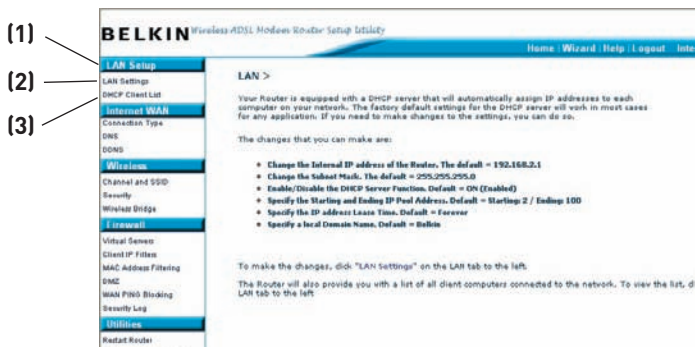 (1)
(2)
(3)
BELKIN Wireless ADSL Modem Router Setup Utility
Home | Wizard | Help | Logout Inte
LAN Setup
LAN Settings
DHCP Client List
Internet WAN
Connection Type
DNS
DDNS
Wireless
Channel and SSID
Security
Wireless Bridge
Firewall
Virtual Servers
Client IP Filters
MAC Address Filtering
DMZ
WAN PING Blocking
Security Log
Utilities
Restart Router
LAN >
Your Router is equipped with a DHCP server that will automatically assign IP addresses to each
computer on your network. The factory default settings for the DHCP server will work in most cases
for any application. If you need to make changes to the settings, you can do so.
The changes that you can make are:
Change the Internal IP address of the Router. The default = 192.168.2.1
Change the Subnet Mask. The default = 255.255.255.0
Enable/Disable the DHCP Server Function. Default = ON (Enabled)
Specify the Starting and Ending IP Pool Address. Default = Starting: 2 / Ending: 100
Specify the IP address Lease Time. Default = Forever
Specify a local Domain Name. Default = Belkin
To make the changes, click "LAN Settings" on the LAN tab to the left.
The Router will also provide you with a list of all client computers connected to the network. To view the list, cl
LAN tab to the left